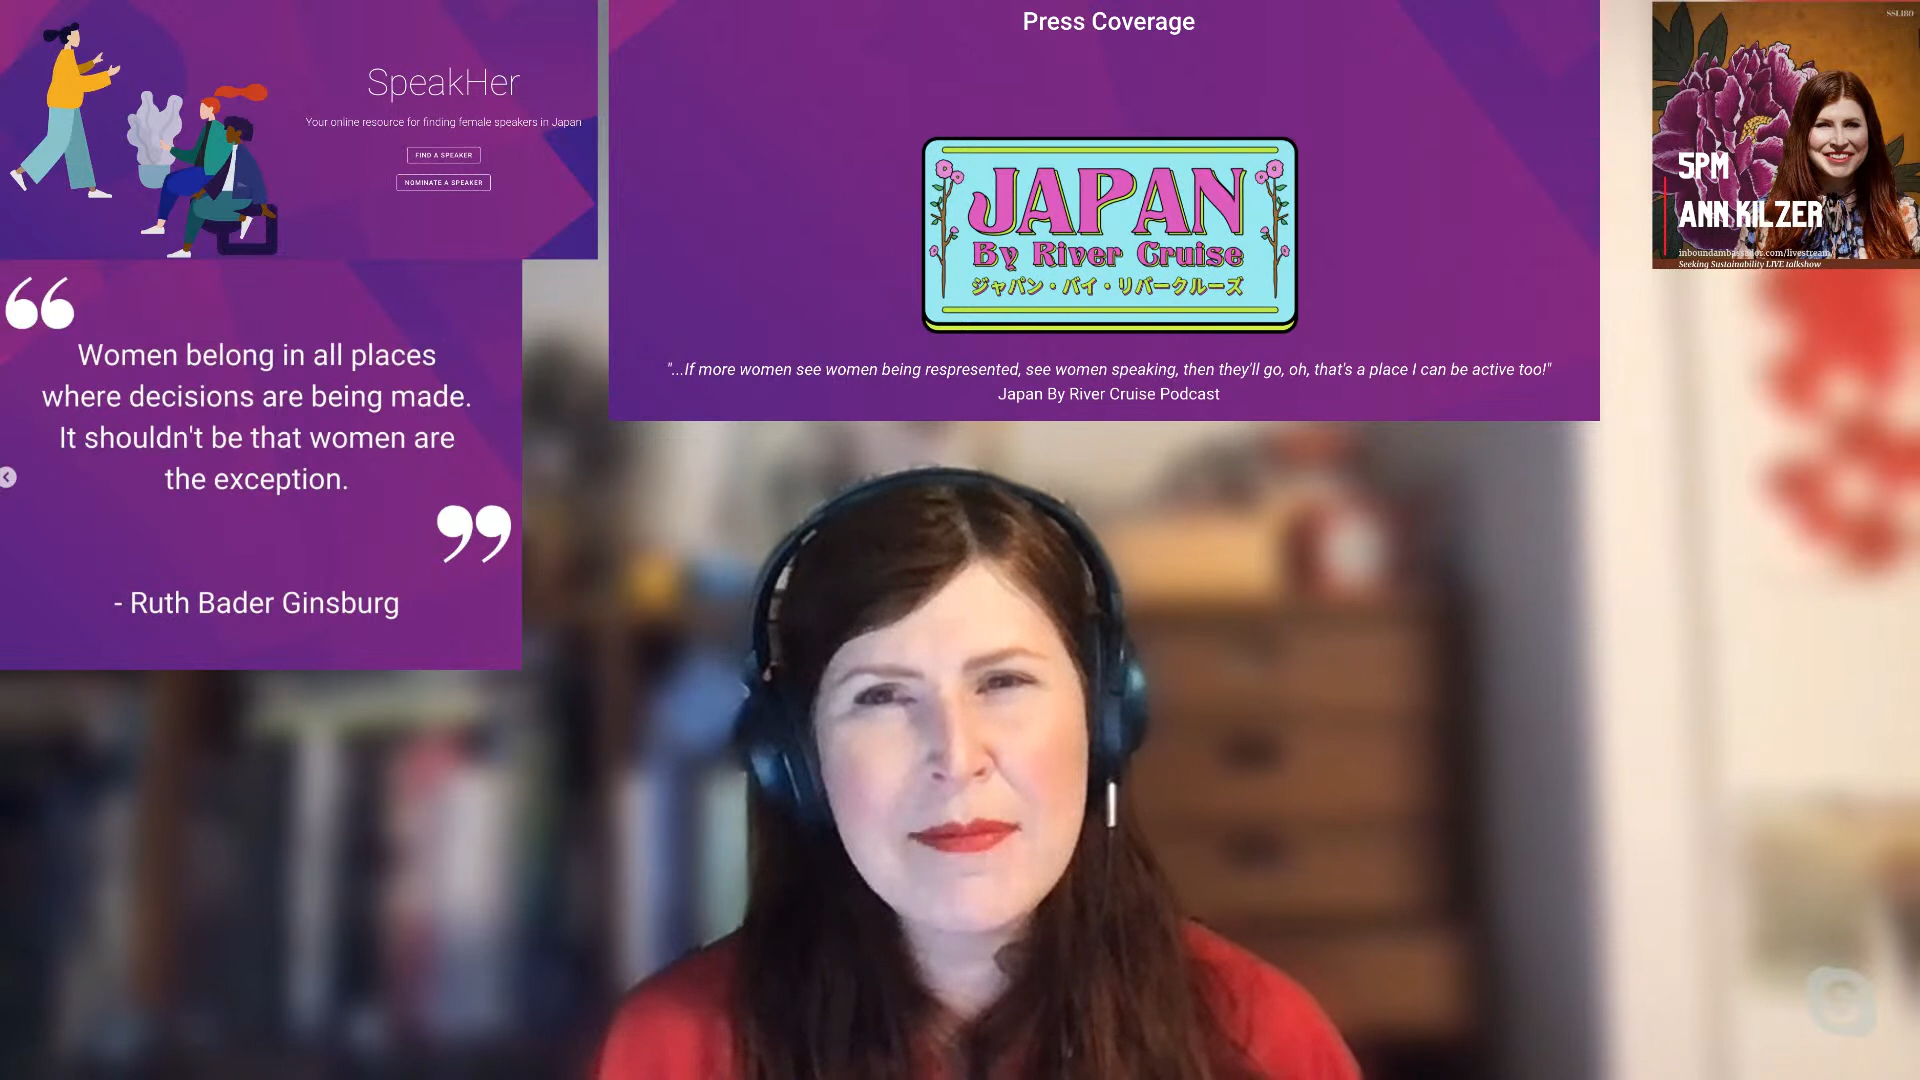 SpeakHer
Your online resource for finding female speakers in Japan
FIND A SPEAKER
NOMINATE A SPEAKER
Press Coverage
JAPAN
By River Cruise
ジャパン・バイ・リバークルーズ
"...If more women see women being respresented, see women speaking, then they'll go, oh, that's a place I can be active too!"
Japan By River Cruise Podcast
SSL180
5PM
ANN KILZER
inboundambassador.com/livestream/
Seeking Sustainability LIVE talkshow
“
Women belong in all places
where decisions are being made.
It shouldn't be that women are
the exception.
”
- Ruth Bader Ginsburg